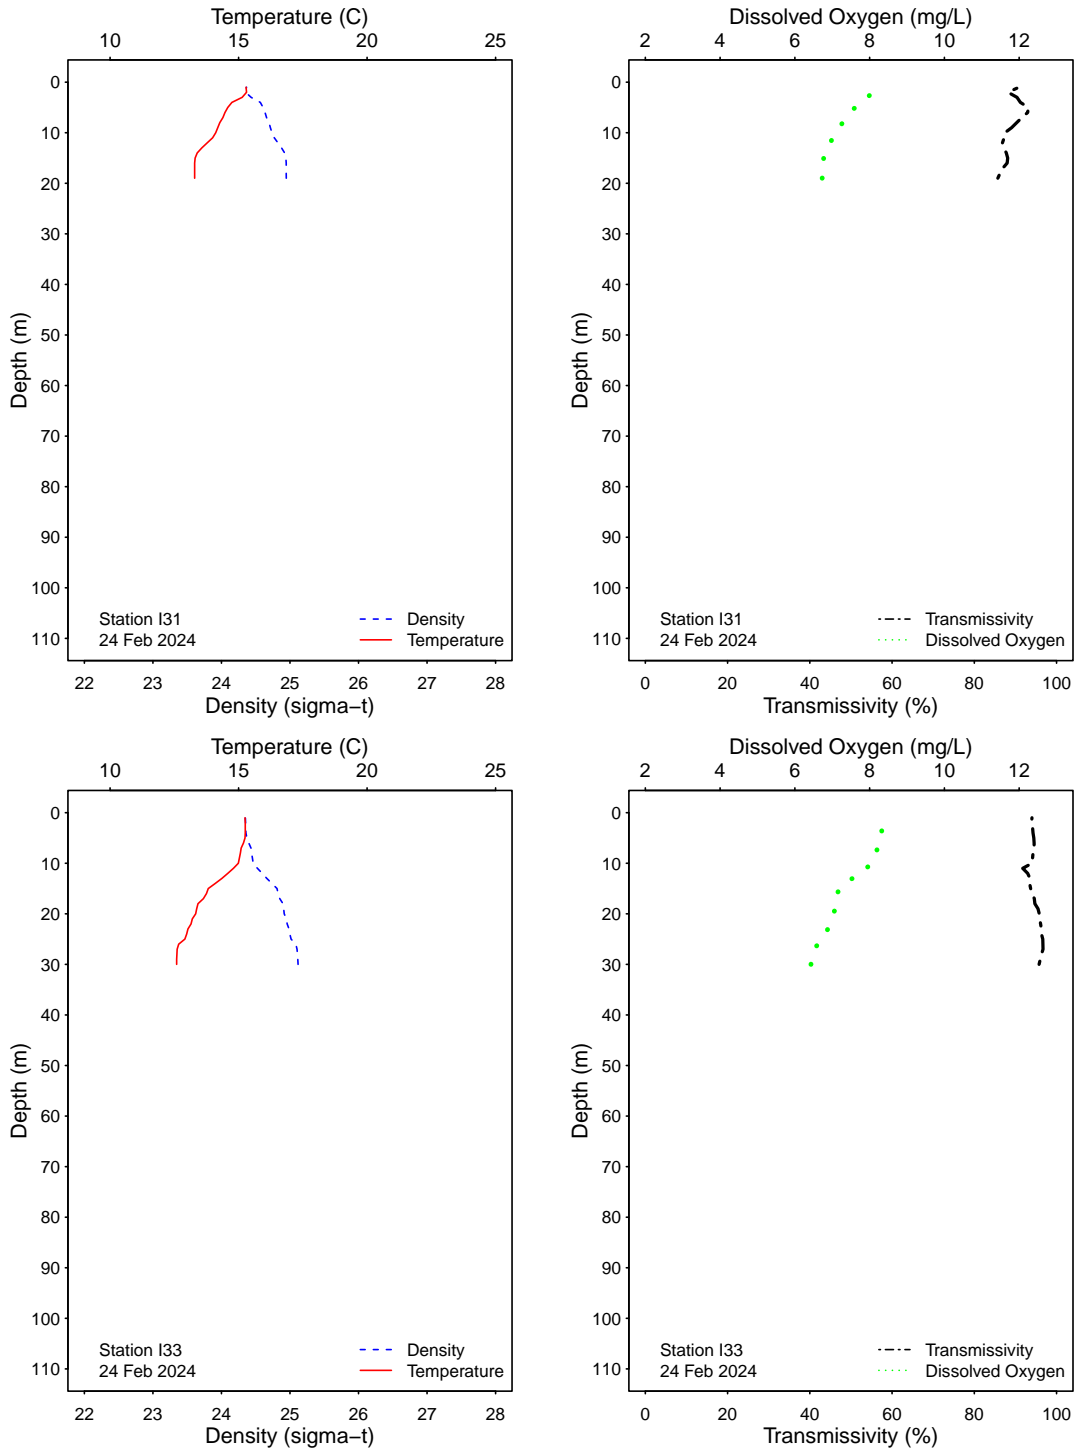 Temperature (C)
10 15 20 25
0
10
20
30
40
50
60
70
80
90
100
110
Depth (m)
Station I31
24 Feb 2024
Density
Temperature
22 23 24 25 26 27 28
Density (sigma−t)
Dissolved Oxygen (mg/L)
2 4 6 8 10 12
0
10
20
30
40
50
60
70
80
90
100
110
Depth (m)
Station I31
24 Feb 2024
Transmissivity
Dissolved Oxygen
0 20 40 60 80 100
Transmissivity (%)
Temperature (C)
10 15 20 25
0
10
20
30
40
50
60
70
80
90
100
110
Depth (m)
Station I33
24 Feb 2024
Density
Temperature
22 23 24 25 26 27 28
Density (sigma−t)
Dissolved Oxygen (mg/L)
2 4 6 8 10 12
0
10
20
30
40
50
60
70
80
90
100
110
Depth (m)
Station I33
24 Feb 2024
Transmissivity
Dissolved Oxygen
0 20 40 60 80 100
Transmissivity (%)